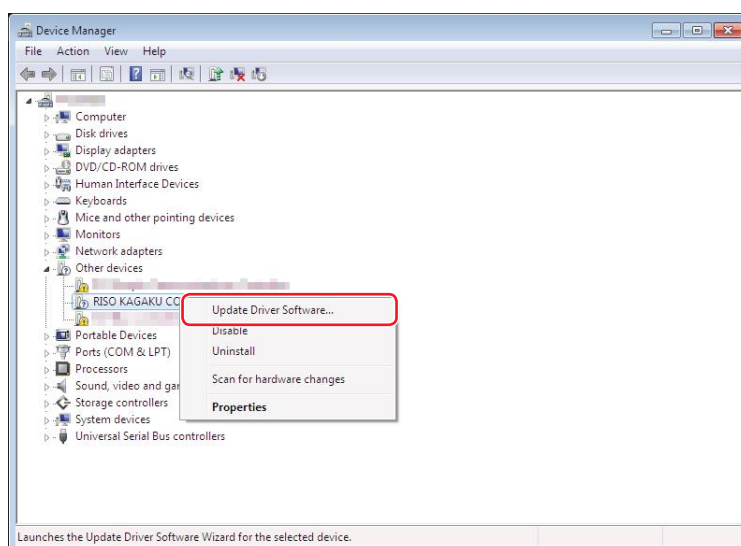 Device Manager
File Action View Help
Computer
Disk drives
Display adapters
DVD/CD-ROM drives
Human Interface Devices
Keyboards
Mice and other pointing devices
Monitors
Network adapters
Other devices
RISO KAGAKU CO
Update Driver Software...
Disable
Uninstall
Scan for hardware changes
Properties
Portable Devices
Ports (COM & LPT)
Processors
Sound, video and gar
Storage controllers
System devices
Universal Serial Bus controllers
Launches the Update Driver Software Wizard for the selected device.